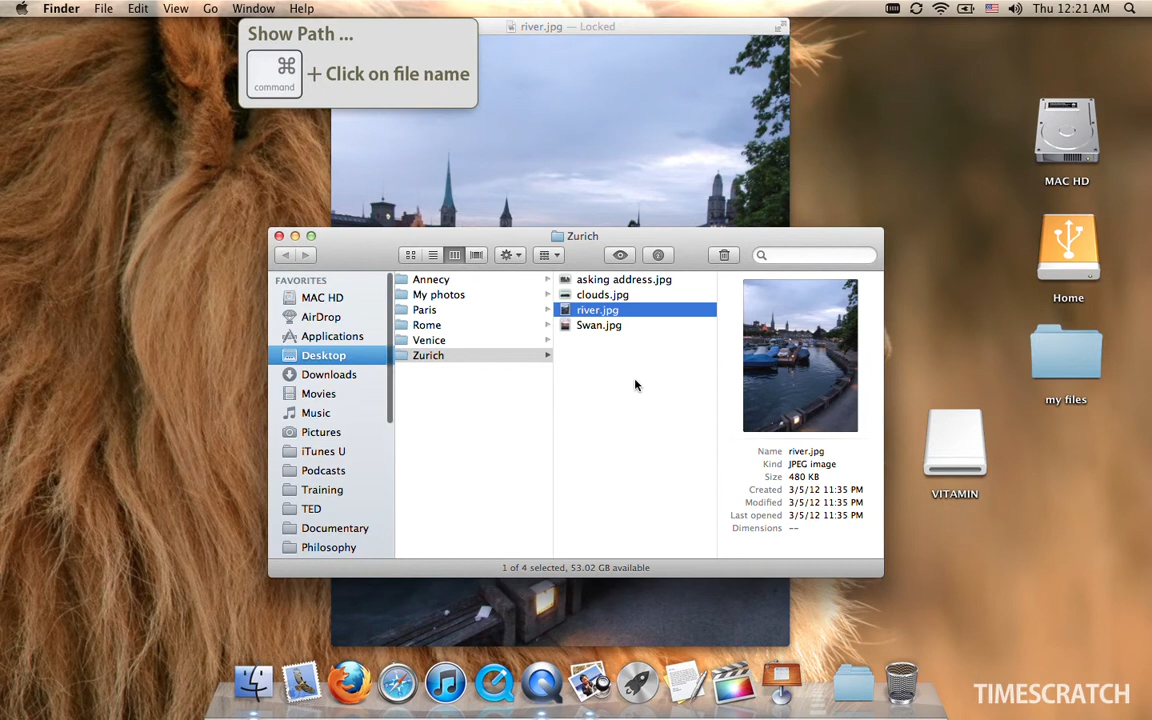 Finder File Edit View Go Window Help
Thu 12:21 AM
Show Path ...
⌘
command
+ Click on file name
river.jpg — Locked
MAC HD
Home
my files
VITAMIN
Zurich
FAVORITES
MAC HD
AirDrop
Applications
Desktop
Downloads
Movies
Music
Pictures
iTunes U
Podcasts
Training
TED
Documentary
Philosophy
Annecy
My photos
Paris
Rome
Venice
Zurich
asking address.jpg
clouds.jpg
river.jpg
Swan.jpg
Name river.jpg
Kind JPEG image
Size 480 KB
Created 3/5/12 11:35 PM
Modified 3/5/12 11:35 PM
Last opened 3/5/12 11:35 PM
Dimensions --
1 of 4 selected, 53.02 GB available
TIMESCRATCH